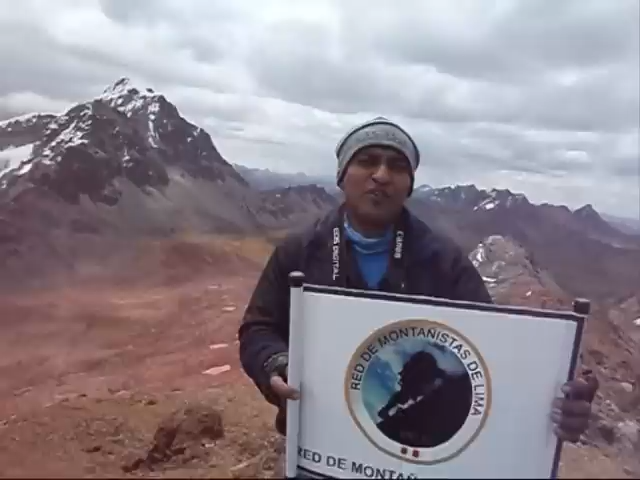 EOS DIGITAL
Canon
RED DE MONTAÑISTAS DE LIMA
RED DE MONTAÑ